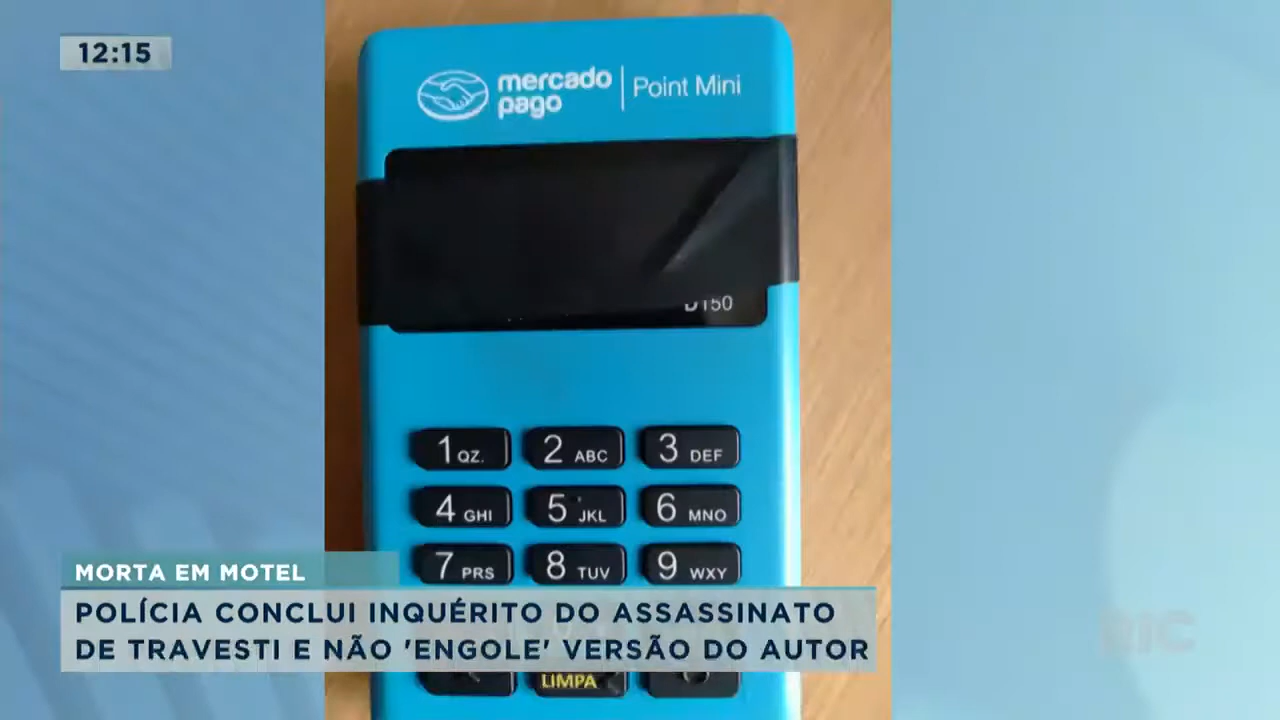 12:15
mercado
pago
Point Mini
D150
1 QZ.
2 ABC
3 DEF
4 GHI
5 JKL
6 MNO
7 PRS
8 TUV
9 WXY
MORTA EM MOTEL
POLÍCIA CONCLUI INQUÉRITO DO ASSASSINATO
DE TRAVESTI E NÃO 'ENGOLE' VERSÃO DO AUTOR
LIMPA
RIC